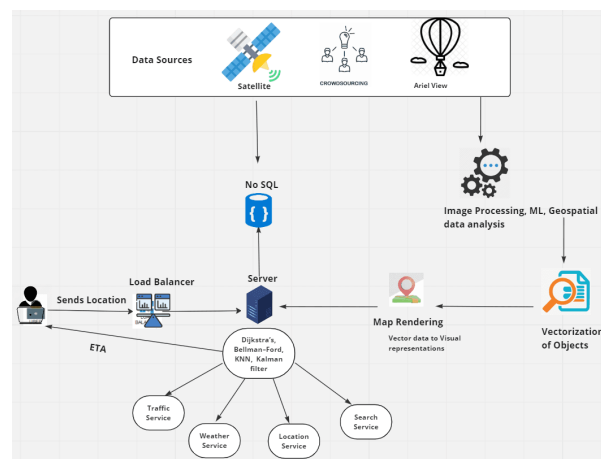 Data Sources
Satellite
CROWDSOURCING
Ariel View
No SQL
Image Processing, ML, Geospatial
data analysis
Load Balancer
Server
Sends Location
Map Rendering
Vector data to Visual
representations
Vectorization
of Objects
ETA
Dijkstra's,
Bellman-Ford,
KNN, Kalman
filter
Traffic
Service
Weather
Service
Location
Service
Search
Service